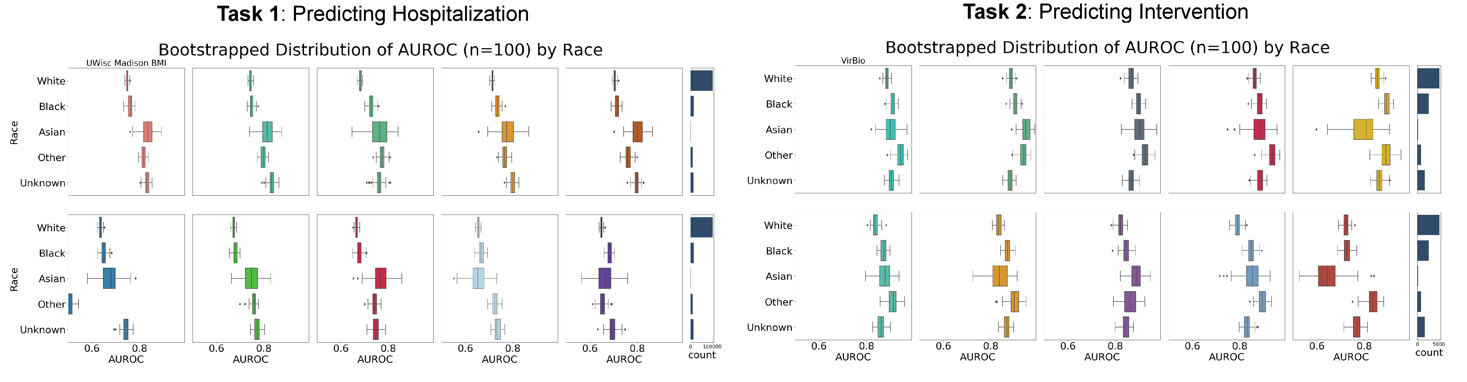 Task 1: Predicting Hospitalization
Bootstrapped Distribution of AUROC (n=100) by Race
UWisc Madison BMI
Race
White
Black
Asian
Other
Unknown
Race
White
Black
Asian
Other
Unknown
0.6 0.8
AUROC
0.6 0.8
AUROC
0.6 0.8
AUROC
0.6 0.8
AUROC
0.6 0.8
AUROC
0 100000
count
Task 2: Predicting Intervention
Bootstrapped Distribution of AUROC (n=100) by Race
VirBio
White
Black
Asian
Other
Unknown
White
Black
Asian
Other
Unknown
0.6 0.8
AUROC
0.6 0.8
AUROC
0.6 0.8
AUROC
0.6 0.8
AUROC
0.6 0.8
AUROC
0 5000
count